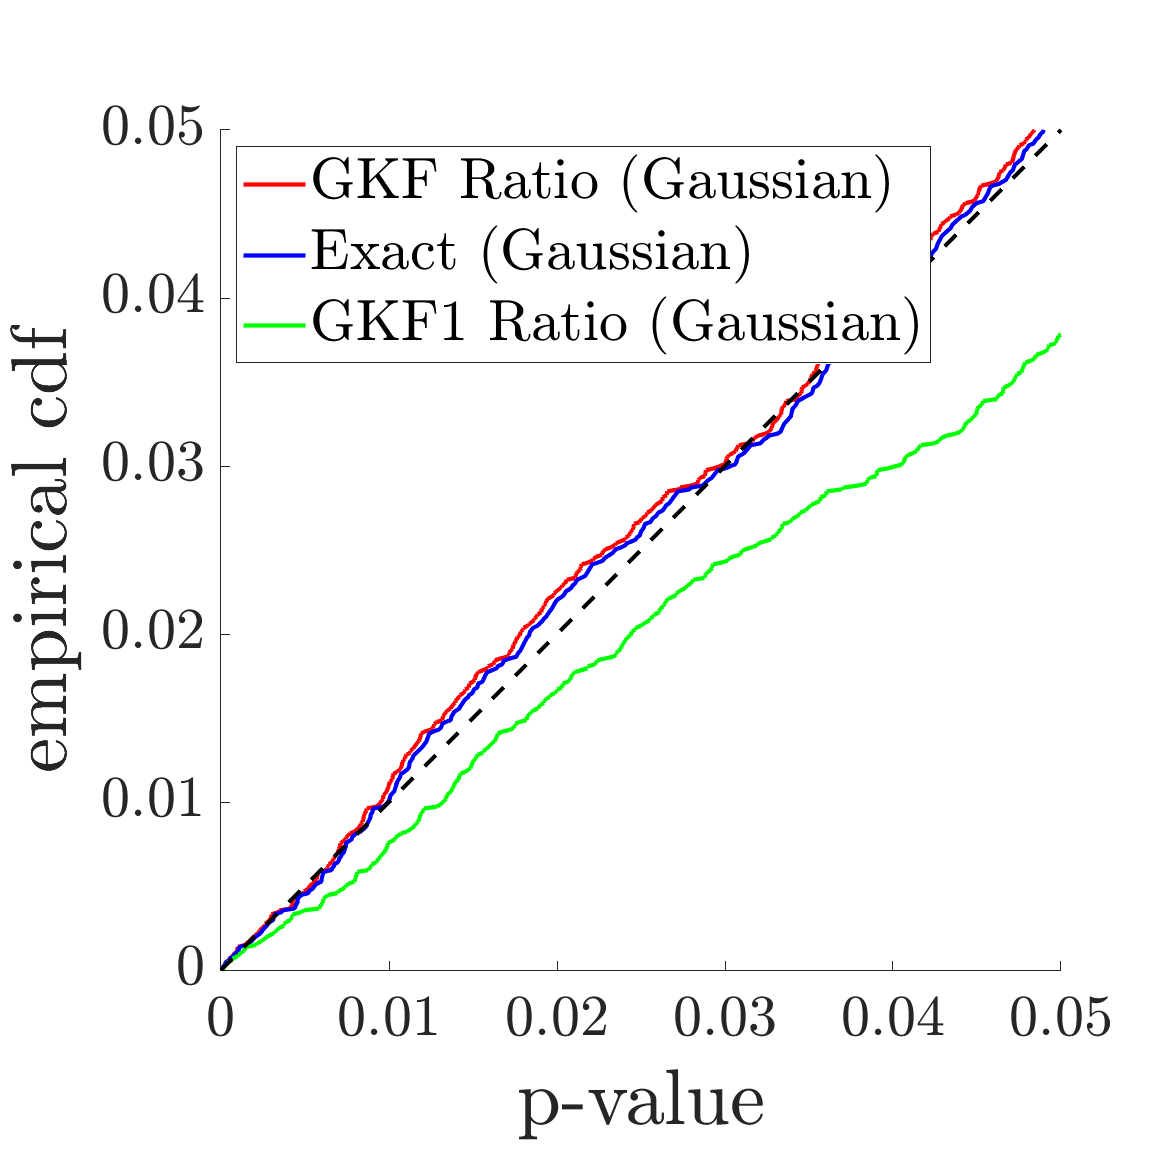 0.05
GKF Ratio (Gaussian)
Exact (Gaussian)
GKF1 Ratio (Gaussian)
0.04
0.03
0.02
0.01
0
empirical cdf
0 0.01 0.02 0.03 0.04 0.05
p-value